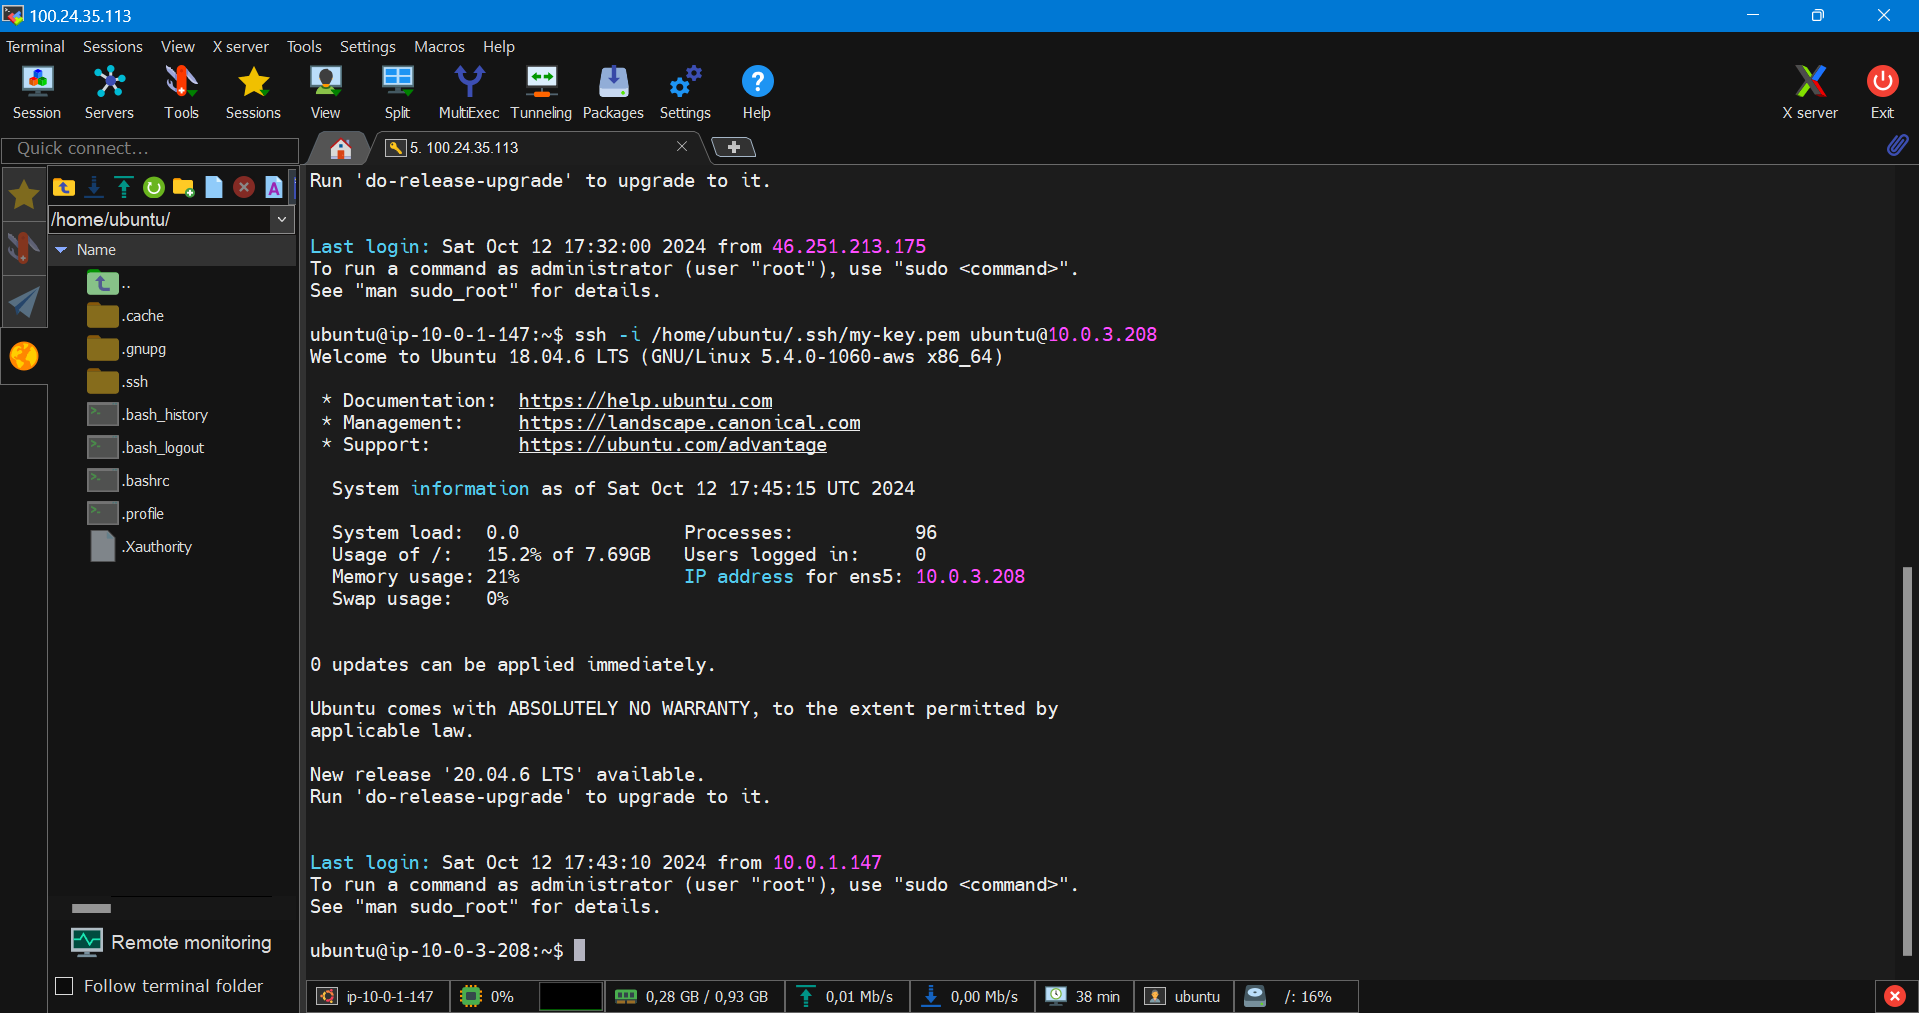 100.24.35.113
Terminal Sessions View X server Tools Settings Macros Help
Session Servers Tools Sessions View Split MultiExec Tunneling Packages Settings Help X server Exit
Quick connect...
5. 100.24.35.113
/home/ubuntu/
Name
..
.cache
.gnupg
.ssh
.bash_history
.bash_logout
.bashrc
.profile
.Xauthority
Remote monitoring
Follow terminal folder
Run 'do-release-upgrade' to upgrade to it.
Last login: Sat Oct 12 17:32:00 2024 from 46.251.213.175
To run a command as administrator (user "root"), use "sudo <command>".
See "man sudo_root" for details.
ubuntu@ip-10-0-1-147:~$ ssh -i /home/ubuntu/.ssh/my-key.pem ubuntu@10.0.3.208
Welcome to Ubuntu 18.04.6 LTS (GNU/Linux 5.4.0-1060-aws x86_64)
* Documentation: https://help.ubuntu.com
* Management: https://landscape.canonical.com
* Support: https://ubuntu.com/advantage
System information as of Sat Oct 12 17:45:15 UTC 2024
System load: 0.0 Processes: 96
Usage of /: 15.2% of 7.69GB Users logged in: 0
Memory usage: 21% IP address for ens5: 10.0.3.208
Swap usage: 0%
0 updates can be applied immediately.
Ubuntu comes with ABSOLUTELY NO WARRANTY, to the extent permitted by
applicable law.
New release '20.04.6 LTS' available.
Run 'do-release-upgrade' to upgrade to it.
Last login: Sat Oct 12 17:43:10 2024 from 10.0.1.147
To run a command as administrator (user "root"), use "sudo <command>".
See "man sudo_root" for details.
ubuntu@ip-10-0-3-208:~$
ip-10-0-1-147 0% 0,28 GB / 0,93 GB 0,01 Mb/s 0,00 Mb/s 38 min ubuntu /: 16%